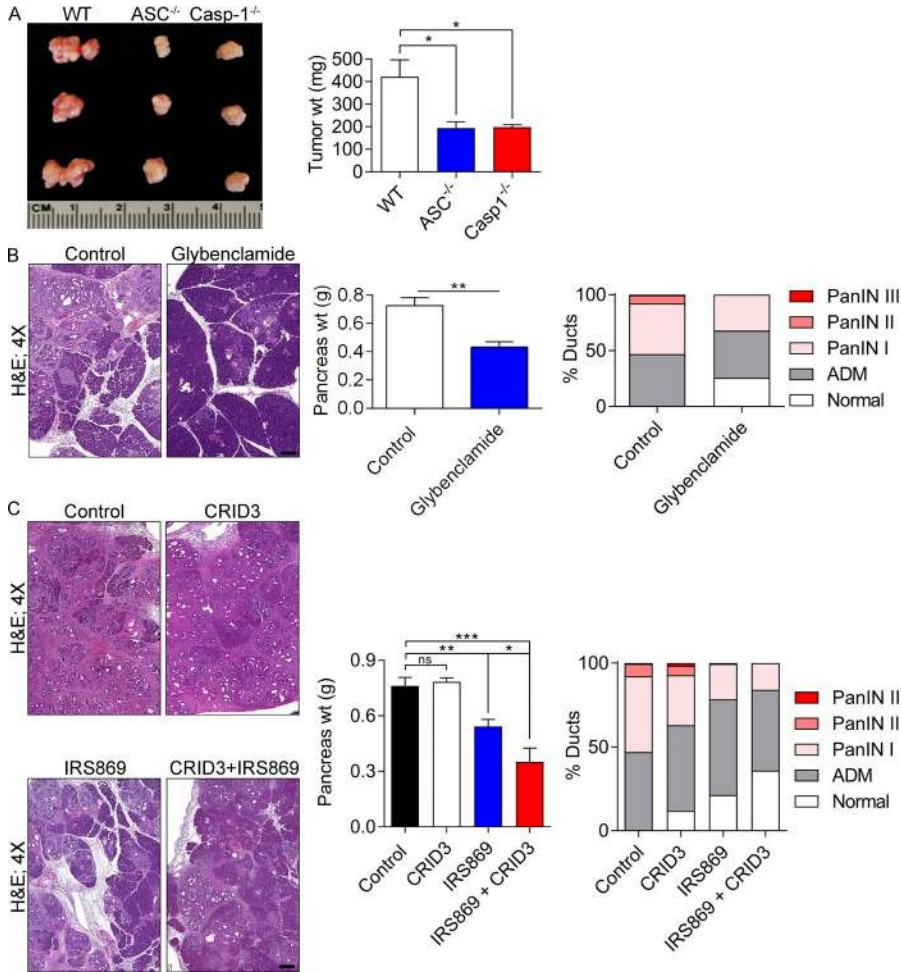 A
WT ASC-/- Casp-1-/-
CM 1 2 3 4 5
Tumor wt (mg)
500
400
300
200
100
0
* *
WT
ASC-/-
Casp1-/-
B
Control Glybenclamide
H&E; 4X
Pancreas wt (g)
0.8
0.6
0.4
0.2
0.0
**
Control
Glybenclamide
% Ducts
100
50
0
Control
Glybenclamide
PanIN III
PanIN II
PanIN I
ADM
Normal
C
Control CRID3
H&E; 4X
IRS869 CRID3+IRS869
H&E; 4X
Pancreas wt (g)
0.9
0.6
0.3
0.0
***
** *
ns
Control
CRID3
IRS869
IRS869 + CRID3
% Ducts
100
50
0
Control
CRID3
IRS869
IRS869 + CRID3
PanIN II
PanIN II
PanIN I
ADM
Normal